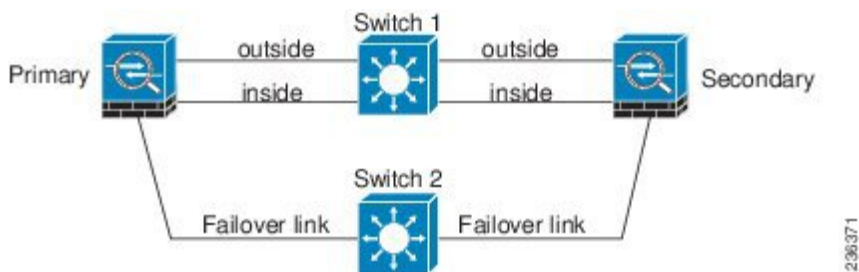 Switch 1
outside outside
Primary Secondary
inside inside
Switch 2
Failover link Failover link
236371